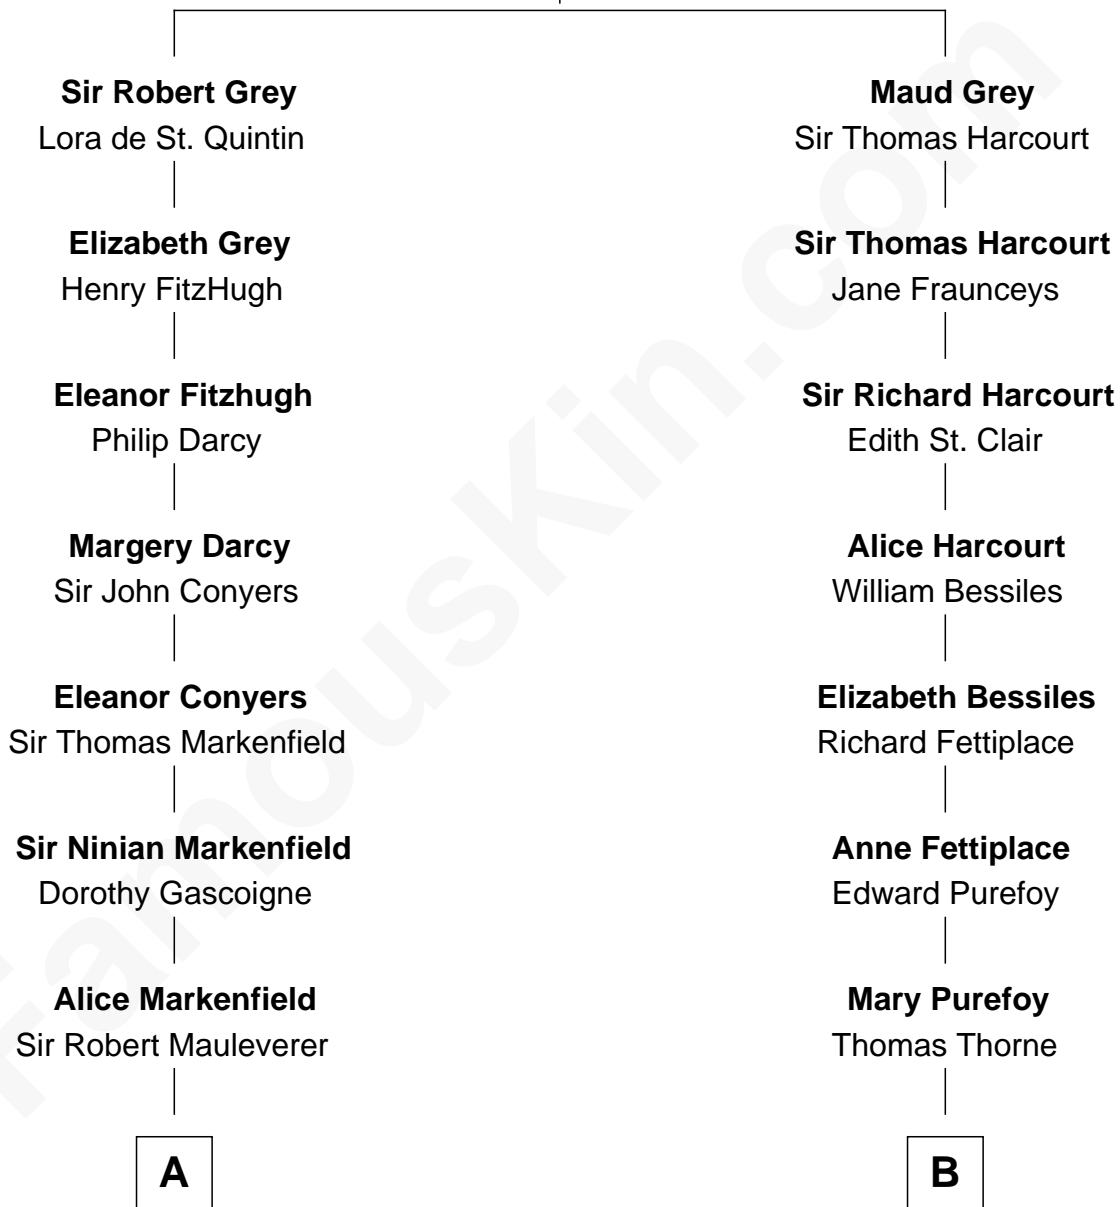 Sir Robert Grey
Lora de St. Quintin
Elizabeth Grey
Henry FitzHugh
Eleanor Fitzhugh
Philip Darcy
Margery Darcy
Sir John Conyers
Eleanor Conyers
Sir Thomas Markenfield
Sir Ninian Markenfield
Dorothy Gascoigne
Alice Markenfield
Sir Robert Mauleverer
A
Maud Grey
Sir Thomas Harcourt
Sir Thomas Harcourt
Jane Fraunceys
Sir Richard Harcourt
Edith St. Clair
Alice Harcourt
William Bessiles
Elizabeth Bessiles
Richard Fettiplace
Anne Fettiplace
Edward Purefoy
Mary Purefoy
Thomas Thorne
B
FamousKin.com